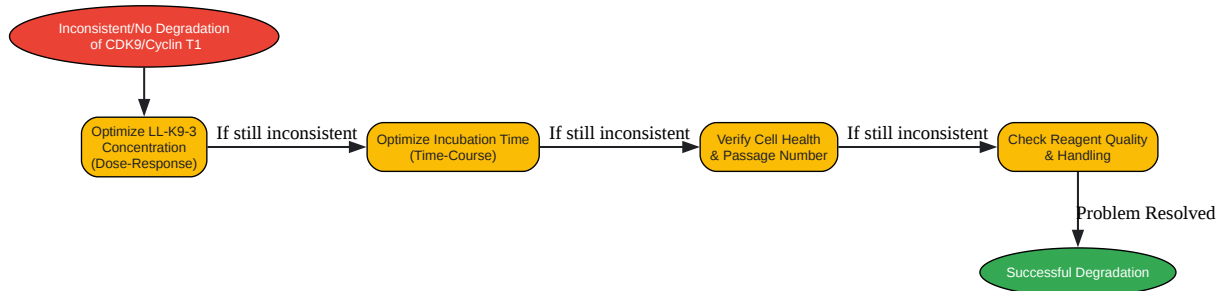 Inconsistent/No Degradation
of CDK9/Cyclin T1
Optimize LL-K9-3
Concentration
(Dose-Response)
If still inconsistent
Optimize Incubation Time
(Time-Course)
If still inconsistent
Verify Cell Health
& Passage Number
If still inconsistent
Check Reagent Quality
& Handling
Problem Resolved
Successful Degradation